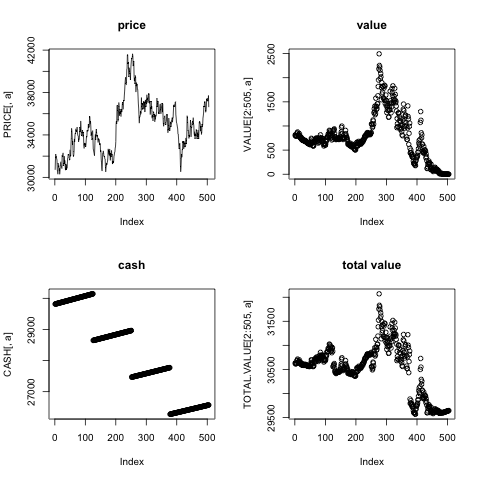 price
value
PRICE[, a]
30000 34000 38000 42000
VALUE[2:505, a]
0 500 1500 2500
0 100 200 300 400 500
0 100 200 300 400 500
Index
Index
cash
total value
CASH[, a]
27000 29000
TOTAL.VALUE[2:505, a]
29500 30500 31500
0 100 200 300 400 500
0 100 200 300 400 500
Index
Index